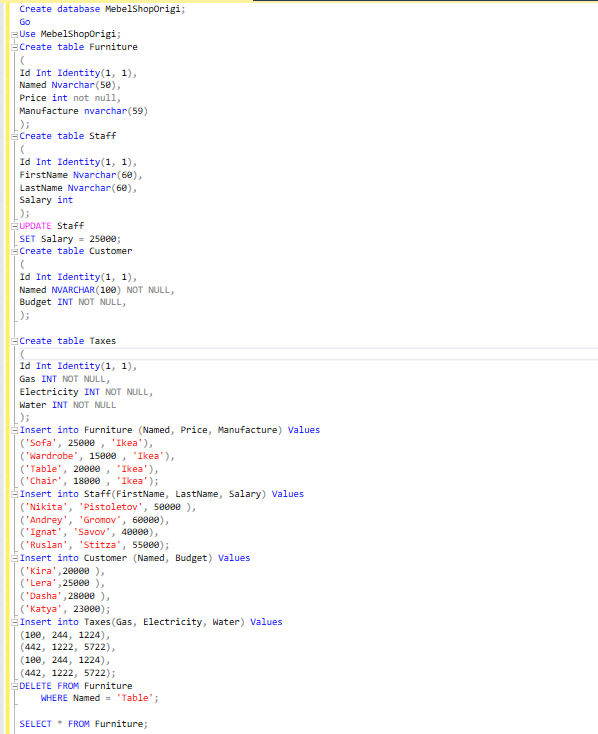 Create database MebelShopOrigi;
Go
Use MebelShopOrigi;
Create table Furniture
(
Id Int Identity(1, 1),
Named Nvarchar(50),
Price int not null,
Manufacture nvarchar(59)
);
Create table Staff
(
Id Int Identity(1, 1),
FirstName Nvarchar(60),
LastName Nvarchar(60),
Salary int
);
UPDATE Staff
SET Salary = 25000;
Create table Customer
(
Id Int Identity(1, 1),
Named NVARCHAR(100) NOT NULL,
Budget INT NOT NULL,
);
Create table Taxes
(
Id Int Identity(1, 1),
Gas INT NOT NULL,
Electricity INT NOT NULL,
Water INT NOT NULL
);
Insert into Furniture (Named, Price, Manufacture) Values
('Sofa', 25000 , 'Ikea'),
('Wardrobe', 15000 , 'Ikea'),
('Table', 20000 , 'Ikea'),
('Chair', 18000 , 'Ikea');
Insert into Staff(FirstName, LastName, Salary) Values
('Nikita', 'Pistoletov', 50000 ),
('Andrey', 'Gromov', 60000),
('Ignat', 'Savov', 40000),
('Ruslan', 'Stitza', 55000);
Insert into Customer (Named, Budget) Values
('Kira',20000 ),
('Lera',25000 ),
('Dasha',28000 ),
('Katya', 23000);
Insert into Taxes(Gas, Electricity, Water) Values
(100, 244, 1224),
(442, 1222, 5722),
(100, 244, 1224),
(442, 1222, 5722);
DELETE FROM Furniture
WHERE Named = 'Table';
SELECT * FROM Furniture;